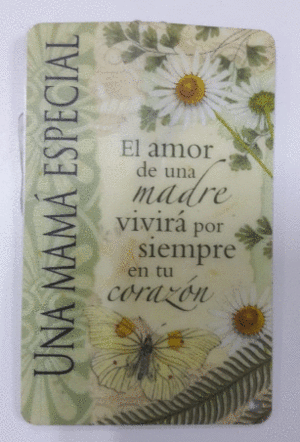 UNA MAMÁ ESPECIAL
El amor
de una
madre
vivirá por
siempre
en tu
corazón